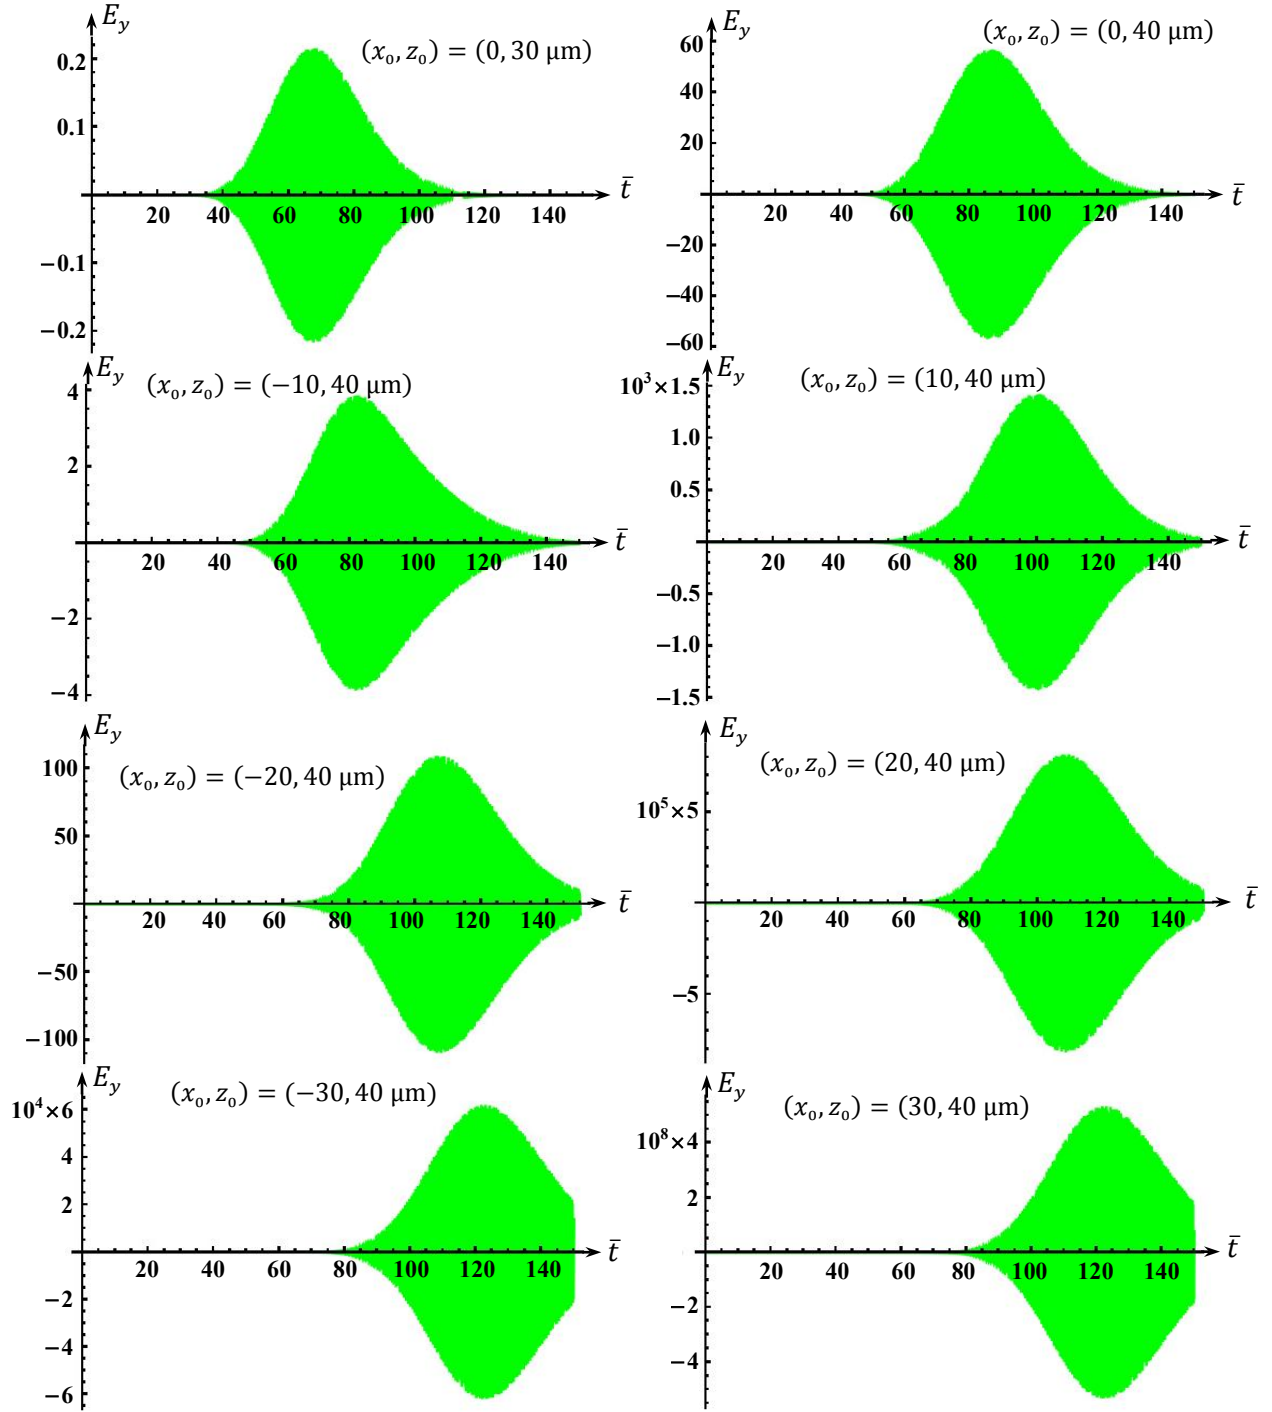 E_y
(x₀, z₀) = (0, 30 μm)
0.2
0.1
−0.1
−0.2
20 40 60 80 100 120 140
t̄
E_y
(x₀, z₀) = (0, 40 μm)
60
40
20
−20
−40
−60
20 40 60 80 100 120 140
t̄
E_y
(x₀, z₀) = (−10, 40 μm)
4
2
−2
−4
20 40 60 80 100 120 140
t̄
E_y
(x₀, z₀) = (10, 40 μm)
10³×1.5
1.0
0.5
−0.5
−1.0
−1.5
20 40 60 80 100 120 140
t̄
E_y
(x₀, z₀) = (−20, 40 μm)
100
50
−50
−100
20 40 60 80 100 120 140
t̄
E_y
(x₀, z₀) = (20, 40 μm)
10⁵×5
−5
20 40 60 80 100 120 140
t̄
E_y
(x₀, z₀) = (−30, 40 μm)
10⁴×6
4
2
−2
−4
−6
20 40 60 80 100 120 140
t̄
E_y
(x₀, z₀) = (30, 40 μm)
10⁸×4
2
−2
−4
20 40 60 80 100 120 140
t̄